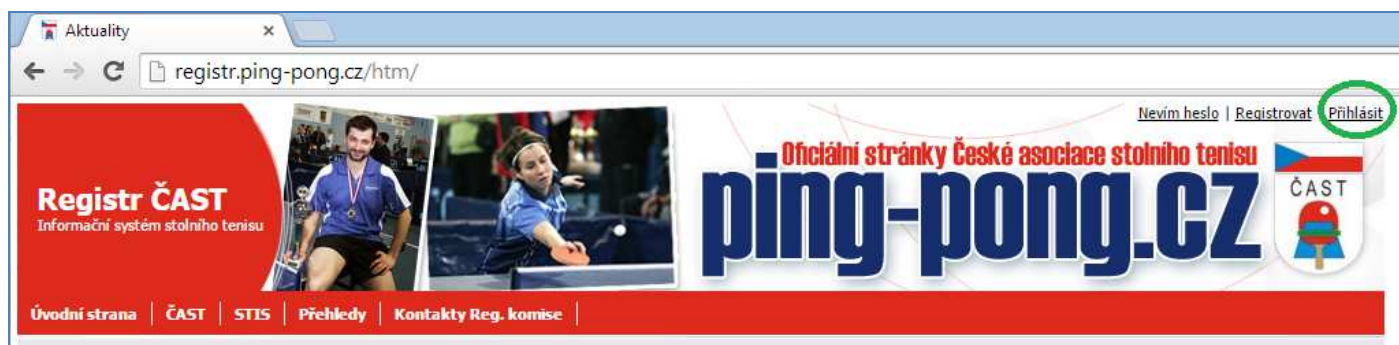 Aktuality
registr.ping-pong.cz/htm/
Nevím heslo | Registrovat Přihlásit
Registr ČAST
Informační systém stolního tenisu
Oficiální stránky České asociace stolního tenisu
ping-pong.cz
ČAST
Úvodní strana | ČAST | STIS | Přehledy | Kontakty Reg. komise |